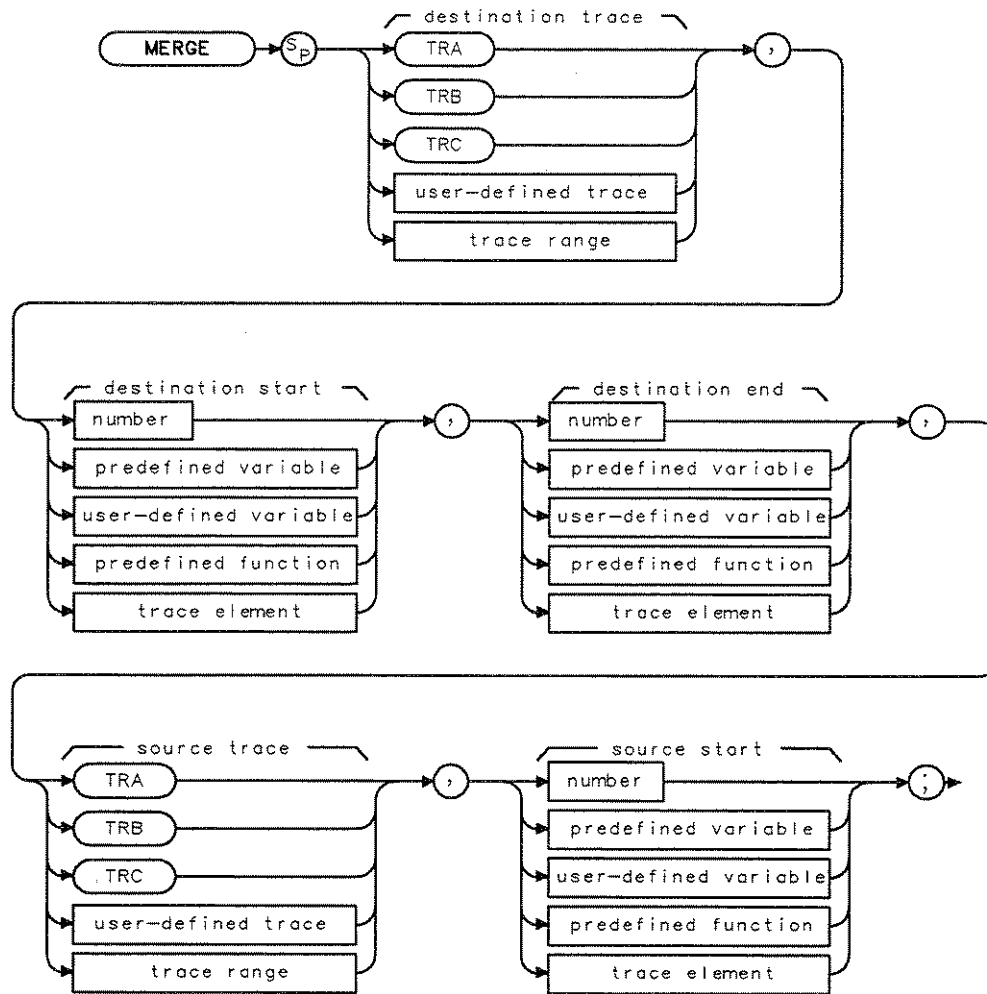 destination trace
MERGE SP TRA ,
TRB
TRC
user-defined trace
trace range
destination start
number ,
predefined variable
user-defined variable
predefined function
trace element
destination end
number ,
predefined variable
user-defined variable
predefined function
trace element
source trace
TRA ,
TRB
TRC
user-defined trace
trace range
source start
number ;
predefined variable
user-defined variable
predefined function
trace element